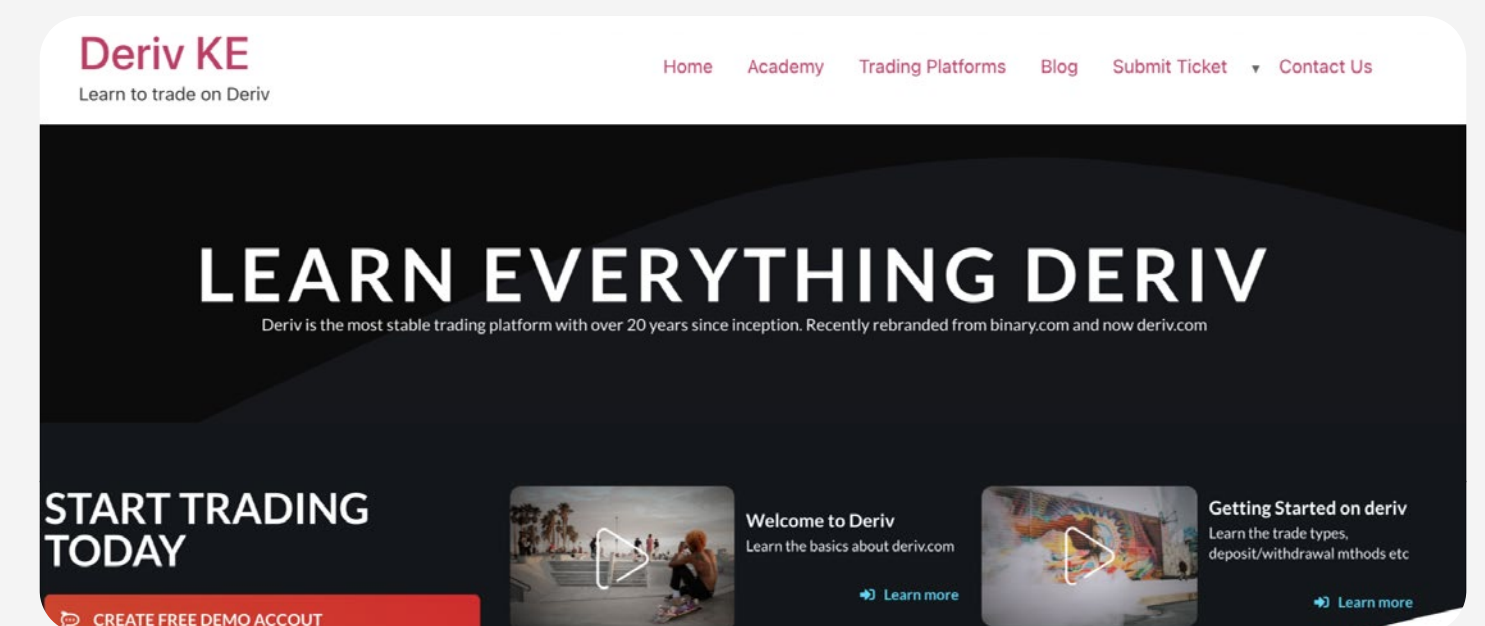 Deriv KE
Learn to trade on Deriv
Home Academy Trading Platforms Blog Submit Ticket Contact Us
LEARN EVERYTHING DERIV
Deriv is the most stable trading platform with over 20 years since inception. Recently rebranded from binary.com and now deriv.com
START TRADING
TODAY
CREATE FREE DEMO ACCOUT
Welcome to Deriv
Learn the basics about deriv.com
Learn more
Getting Started on deriv
Learn the trade types,
deposit/withdrawal mthods etc
Learn more